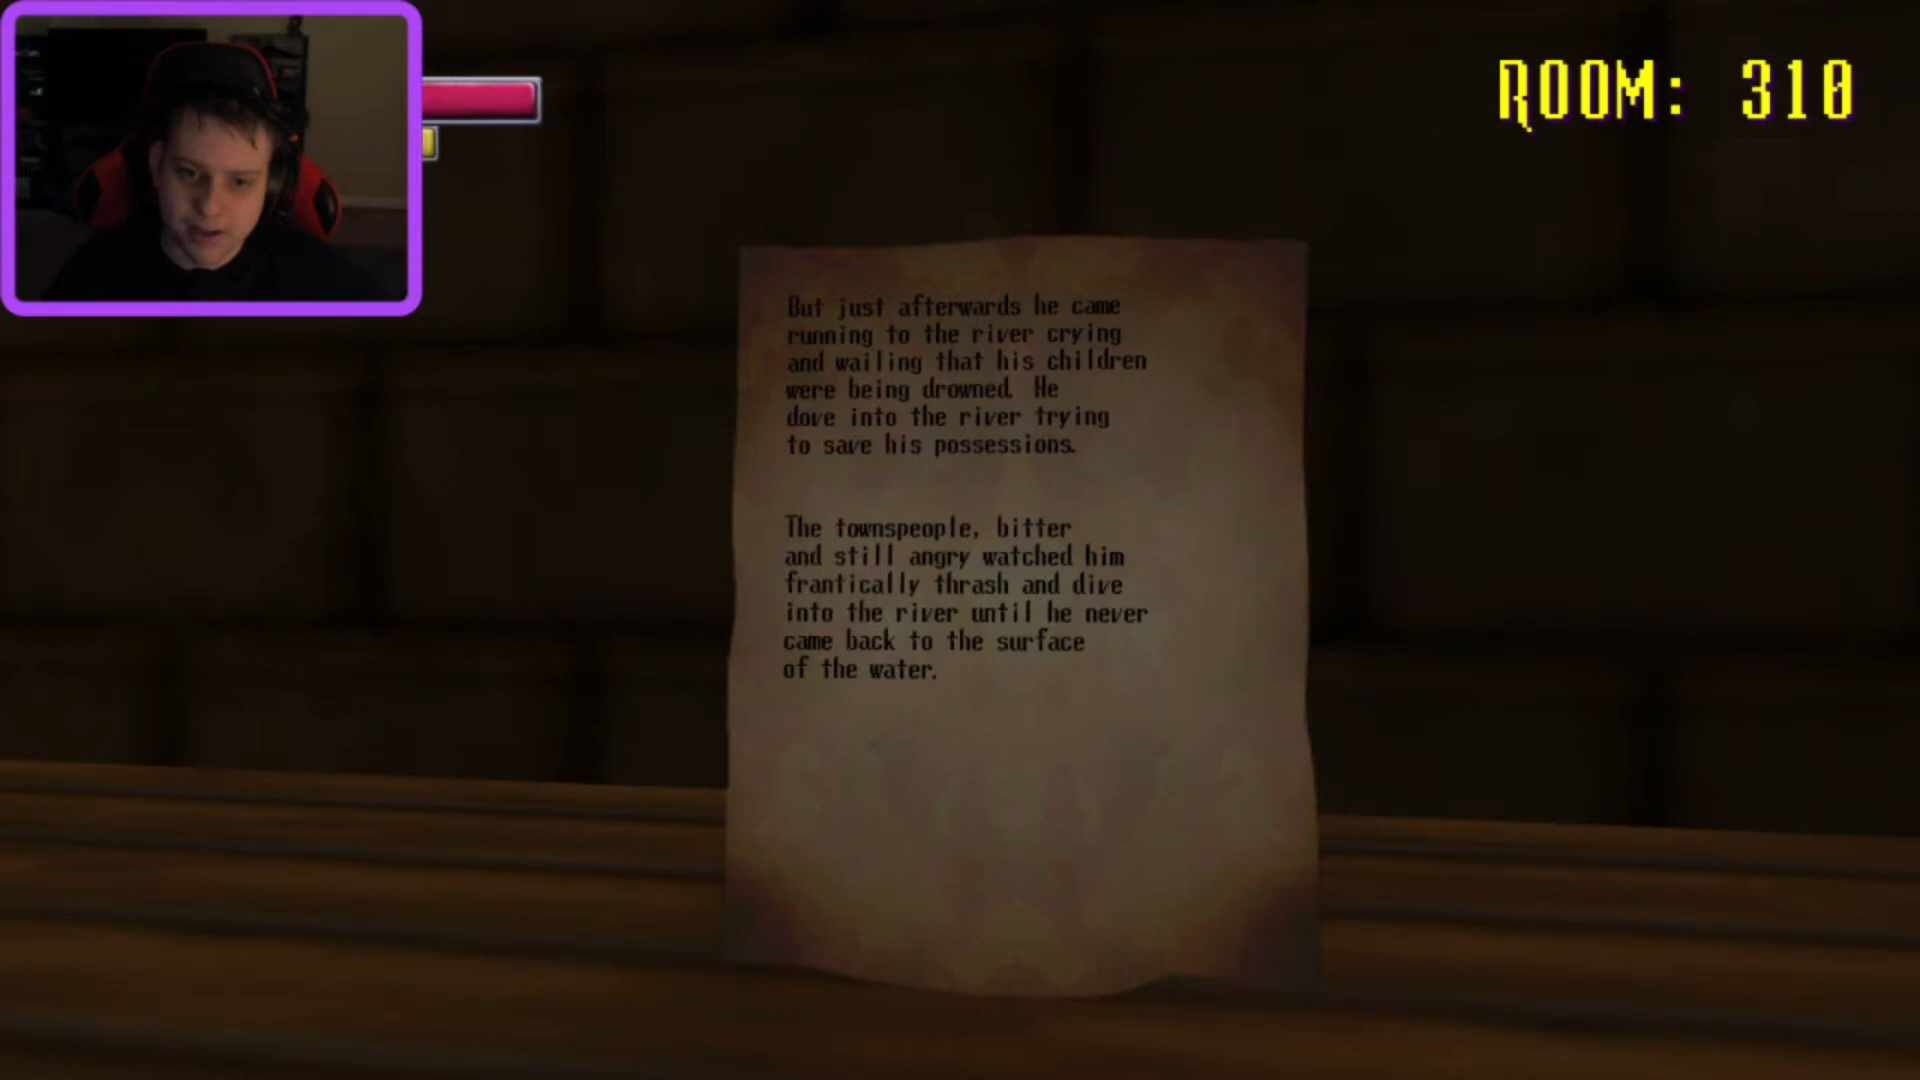 ROOM: 310
But just afterwards he came
running to the river crying
and wailing that his children
were being drowned. He
dove into the river trying
to save his possessions.
The townspeople, bitter
and still angry watched him
frantically thrash and dive
into the river until he never
came back to the surface
of the water.